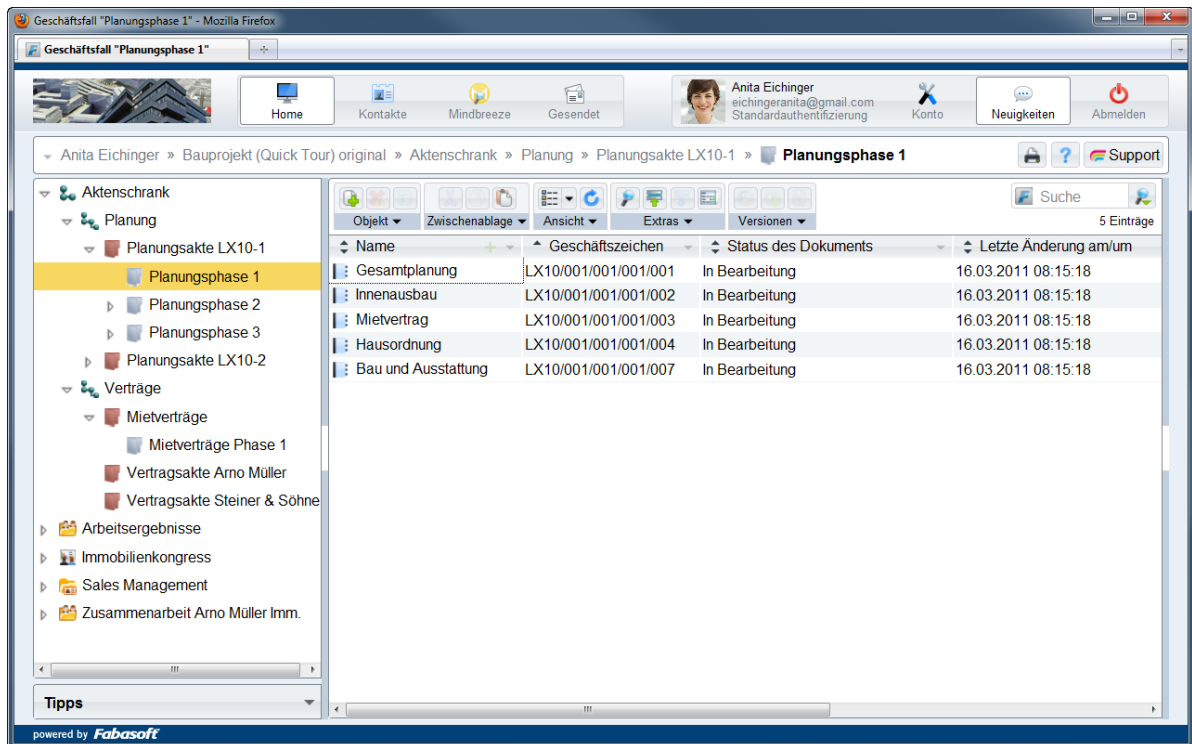 Geschäftsfall "Planungsphase 1" - Mozilla Firefox
Geschäftsfall "Planungsphase 1"
Home
Kontakte
Mindbreeze
Gesendet
Anita Eichinger
eichingeranita@gmail.com
Standardauthentifizierung
Konto
Neuigkeiten
Abmelden
Anita Eichinger » Bauprojekt (Quick Tour) original » Aktenschrank » Planung » Planungsakte LX10-1 » Planungsphase 1
? Support
Aktenschrank
Planung
Planungsakte LX10-1
Planungsphase 1
Planungsphase 2
Planungsphase 3
Planungsakte LX10-2
Verträge
Mietverträge
Mietverträge Phase 1
Vertragsakte Arno Müller
Vertragsakte Steiner & Söhne
Arbeitsergebnisse
Immobilienkongress
Sales Management
Zusammenarbeit Arno Müller Imm.
Tipps
Objekt Zwischenablage Ansicht Extras Versionen
Suche
5 Einträge
Name Geschäftszeichen Status des Dokuments Letzte Änderung am/um
Gesamtplanung LX10/001/001/001/001 In Bearbeitung 16.03.2011 08:15:18
Innenausbau LX10/001/001/001/002 In Bearbeitung 16.03.2011 08:15:18
Mietvertrag LX10/001/001/001/003 In Bearbeitung 16.03.2011 08:15:18
Hausordnung LX10/001/001/001/004 In Bearbeitung 16.03.2011 08:15:18
Bau und Ausstattung LX10/001/001/001/007 In Bearbeitung 16.03.2011 08:15:18
powered by Fabasoft